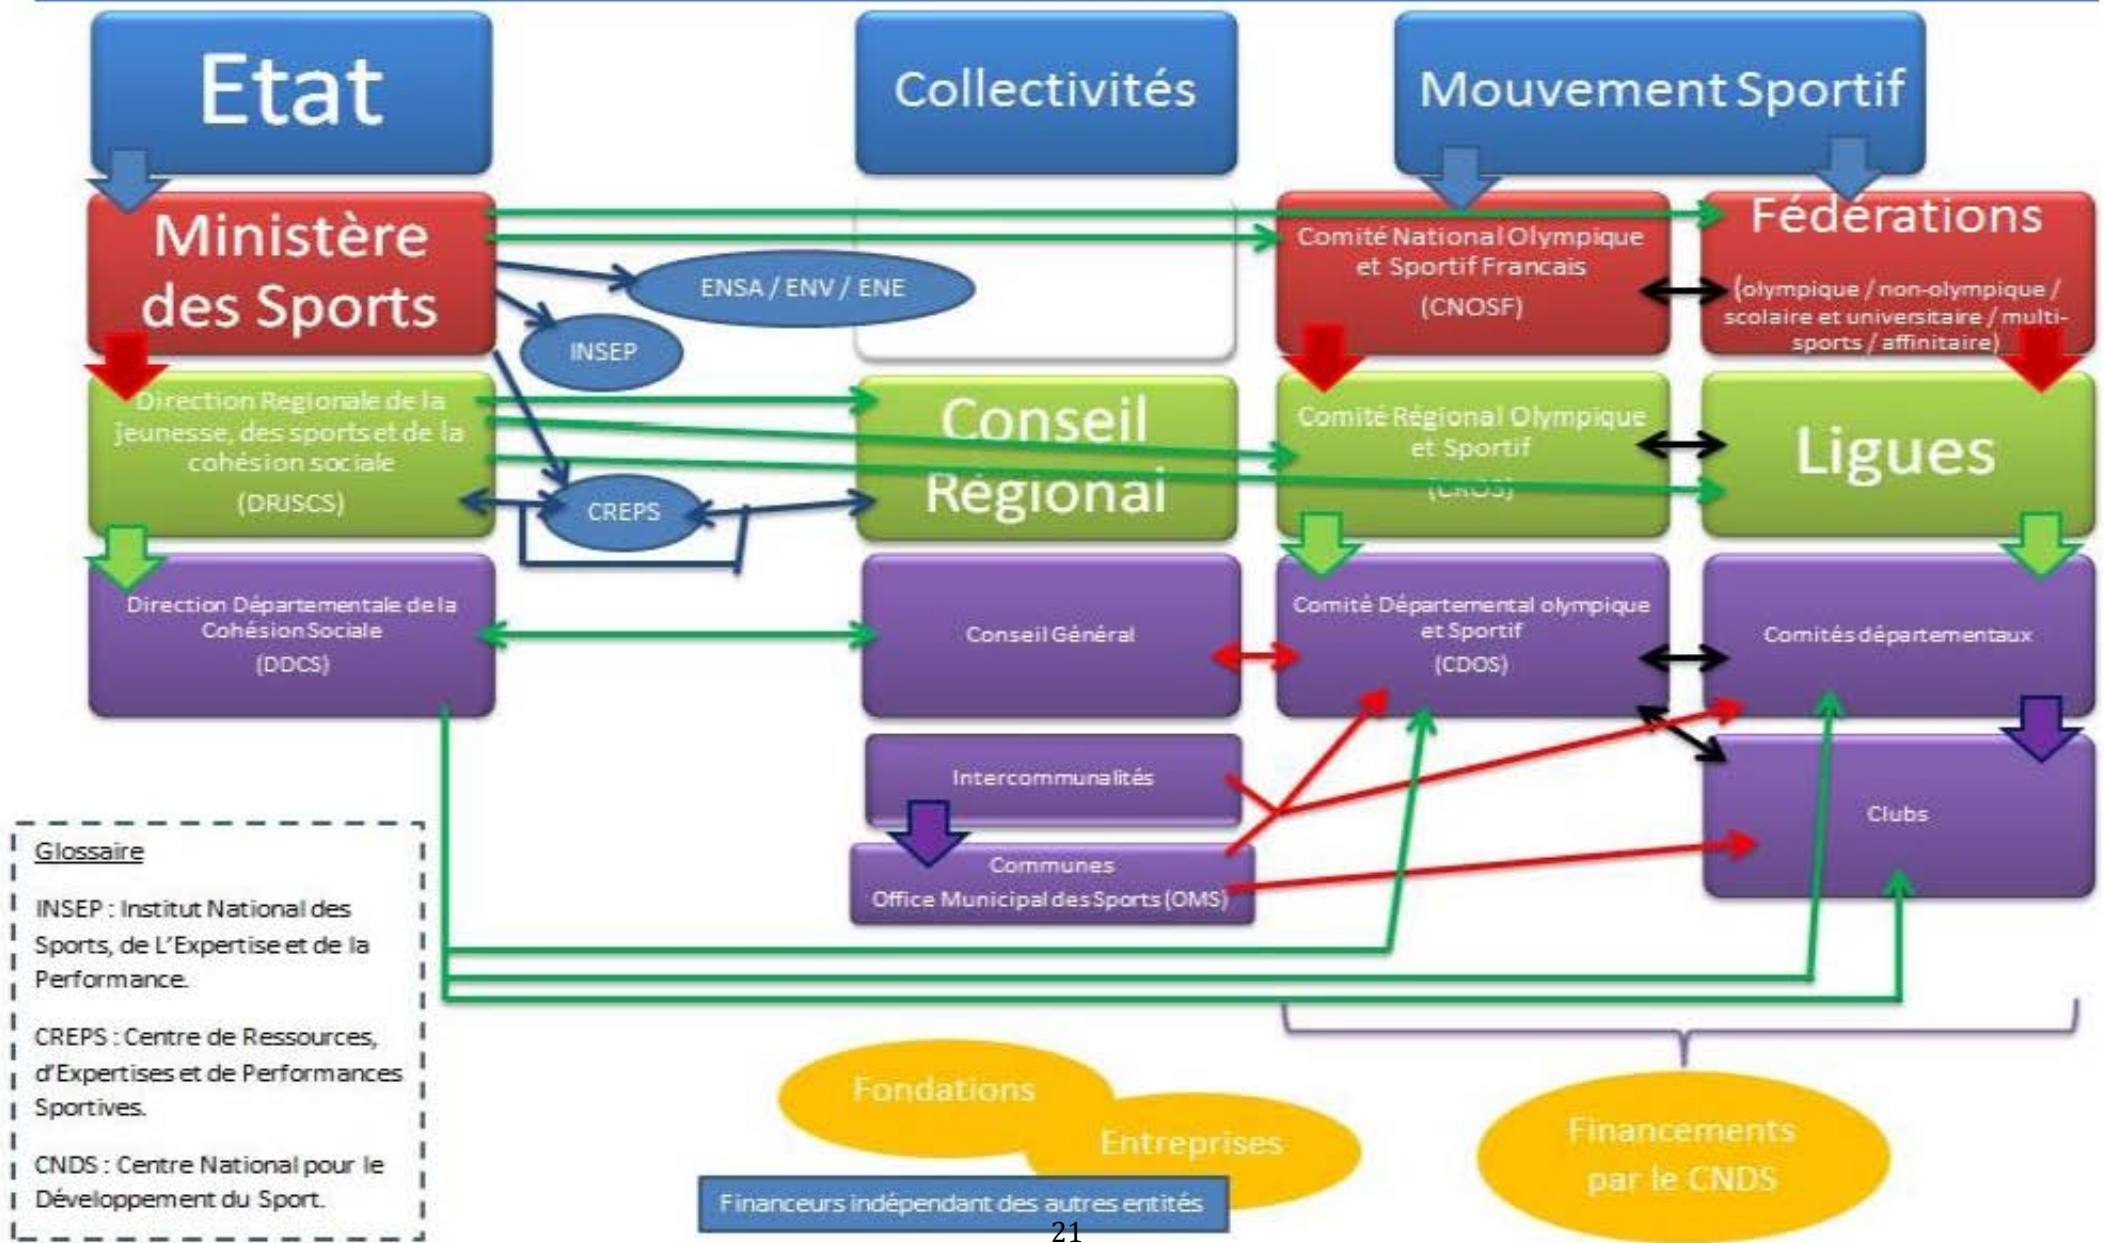 Etat
Collectivités
Mouvement Sportif
Ministère
des Sports
ENSA / ENV / ENE
INSEP
Comité National Olympique
et Sportif Francais
(CNOSF)
Fédérations
(olympique / non-olympique /
scolaire et universitaire / multi-
sports / affinitaire)
Direction Regionale de la
jeunesse, des sports et de la
cohésion sociale
(DRJSCS)
CREPS
Conseil
Régional
Comité Régional Olympique
et Sportif
(CROS)
Ligues
Direction Départementale de la
Cohésion Sociale
(DDCS)
Conseil Général
Comité Départemental olympique
et Sportif
(CDOS)
Comités départementaux
Intercommunalités
Communes
Office Municipal des Sports (OMS)
Clubs
Glossaire
INSEP : Institut National des
Sports, de L'Expertise et de la
Performance.
CREPS : Centre de Ressources,
d'Expertises et de Performances
Sportives.
CNDS : Centre National pour le
Développement du Sport.
Fondations
Entreprises
Financeurs indépendant des autres entités
Financements
par le CNDS
21